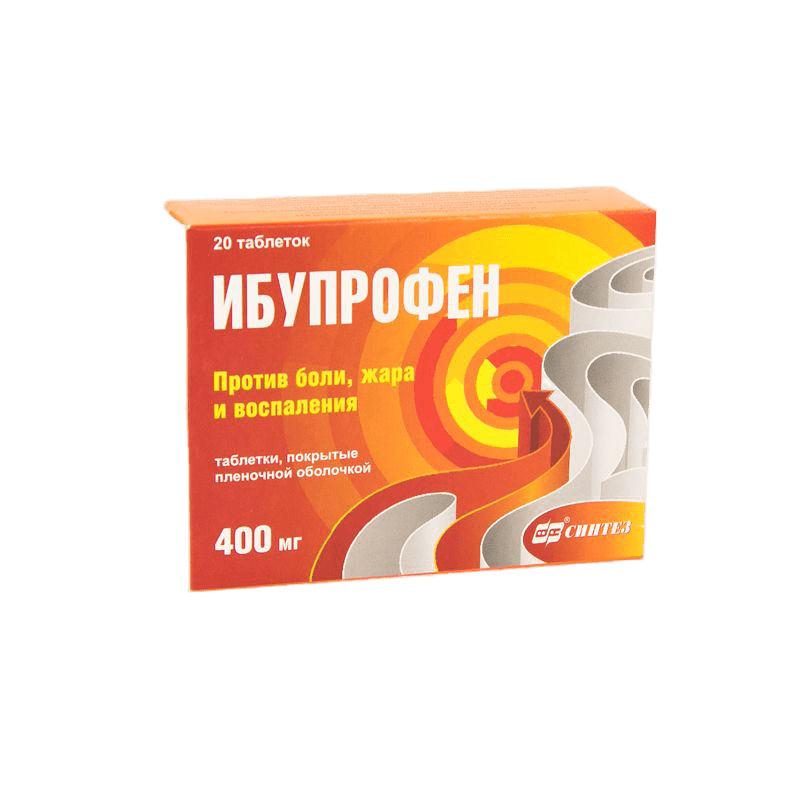 20 таблеток
ИБУПРОФЕН
Против боли, жара
и воспаления
таблетки, покрытые
пленочной оболочкой
400 мг
® СИНТЕЗ